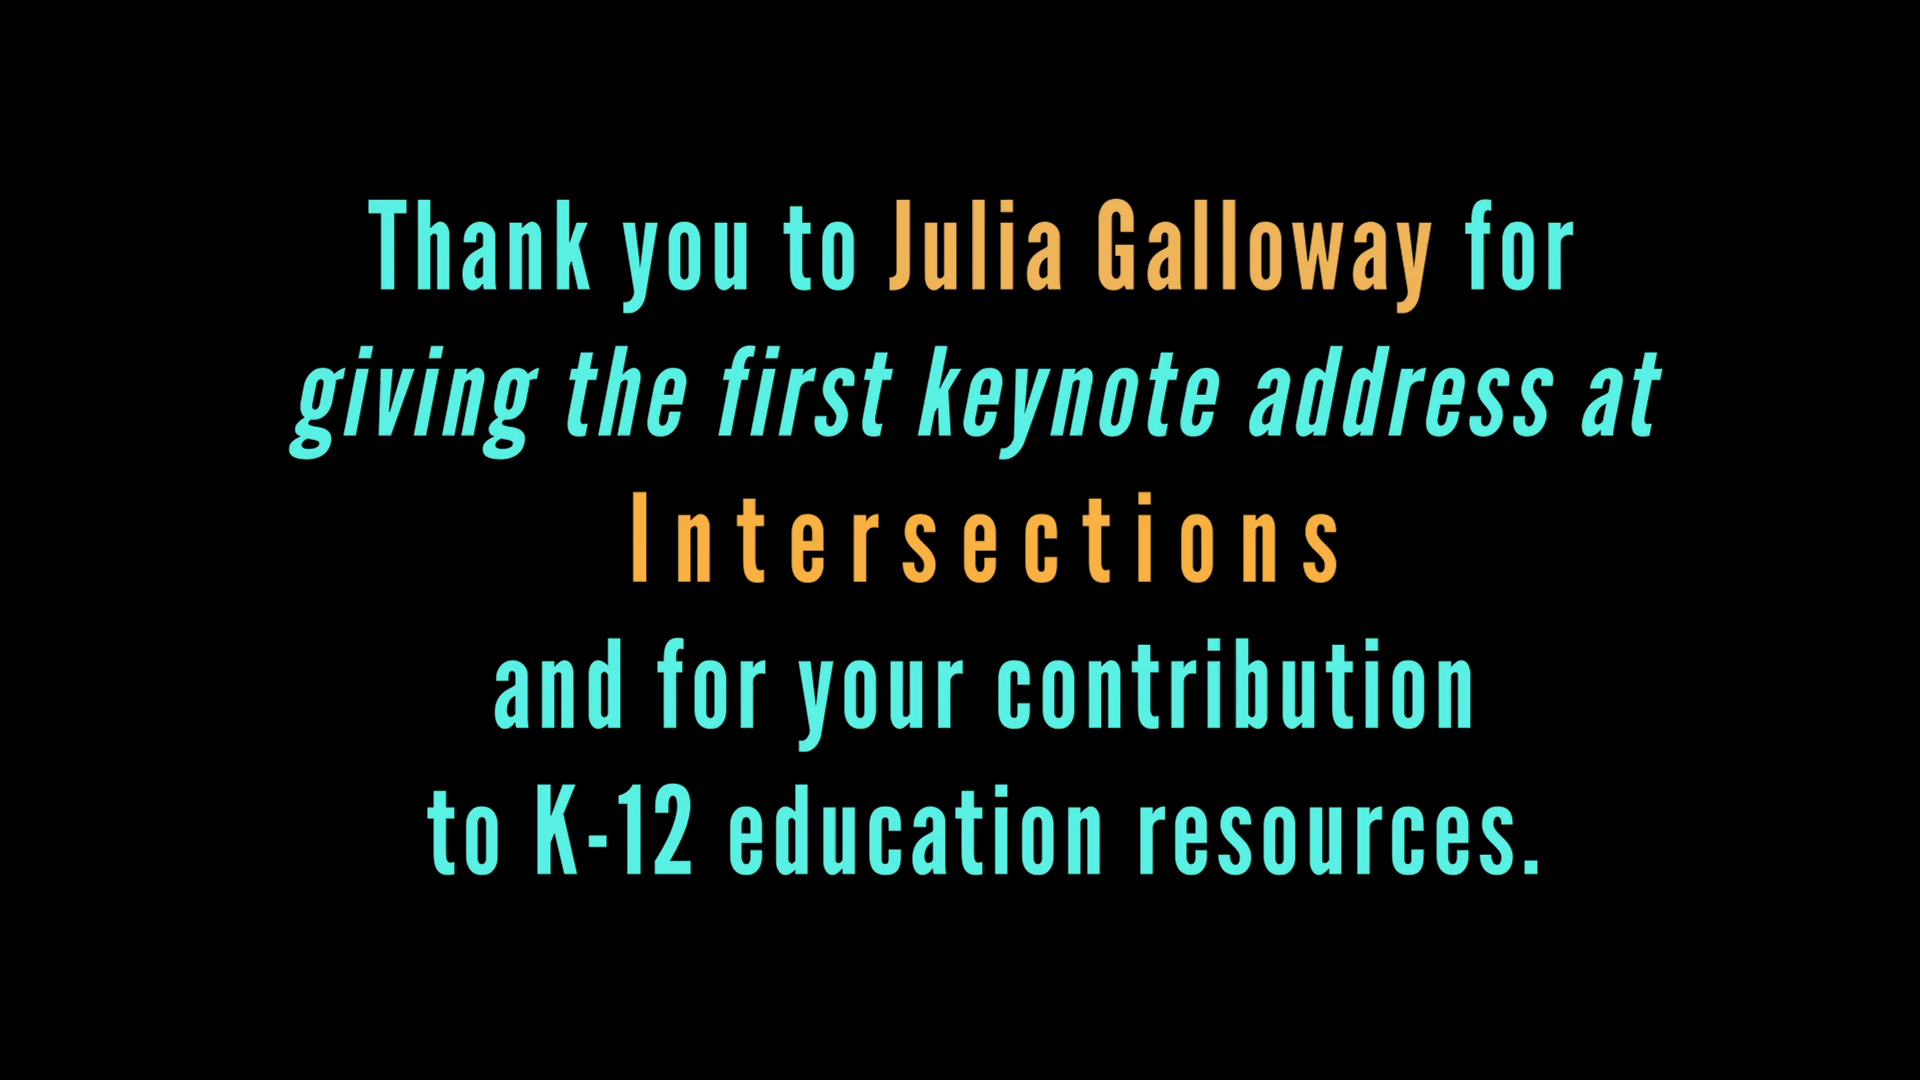 Thank you to Julia Galloway for
giving the first keynote address at
Intersections
and for your contribution
to K-12 education resources.